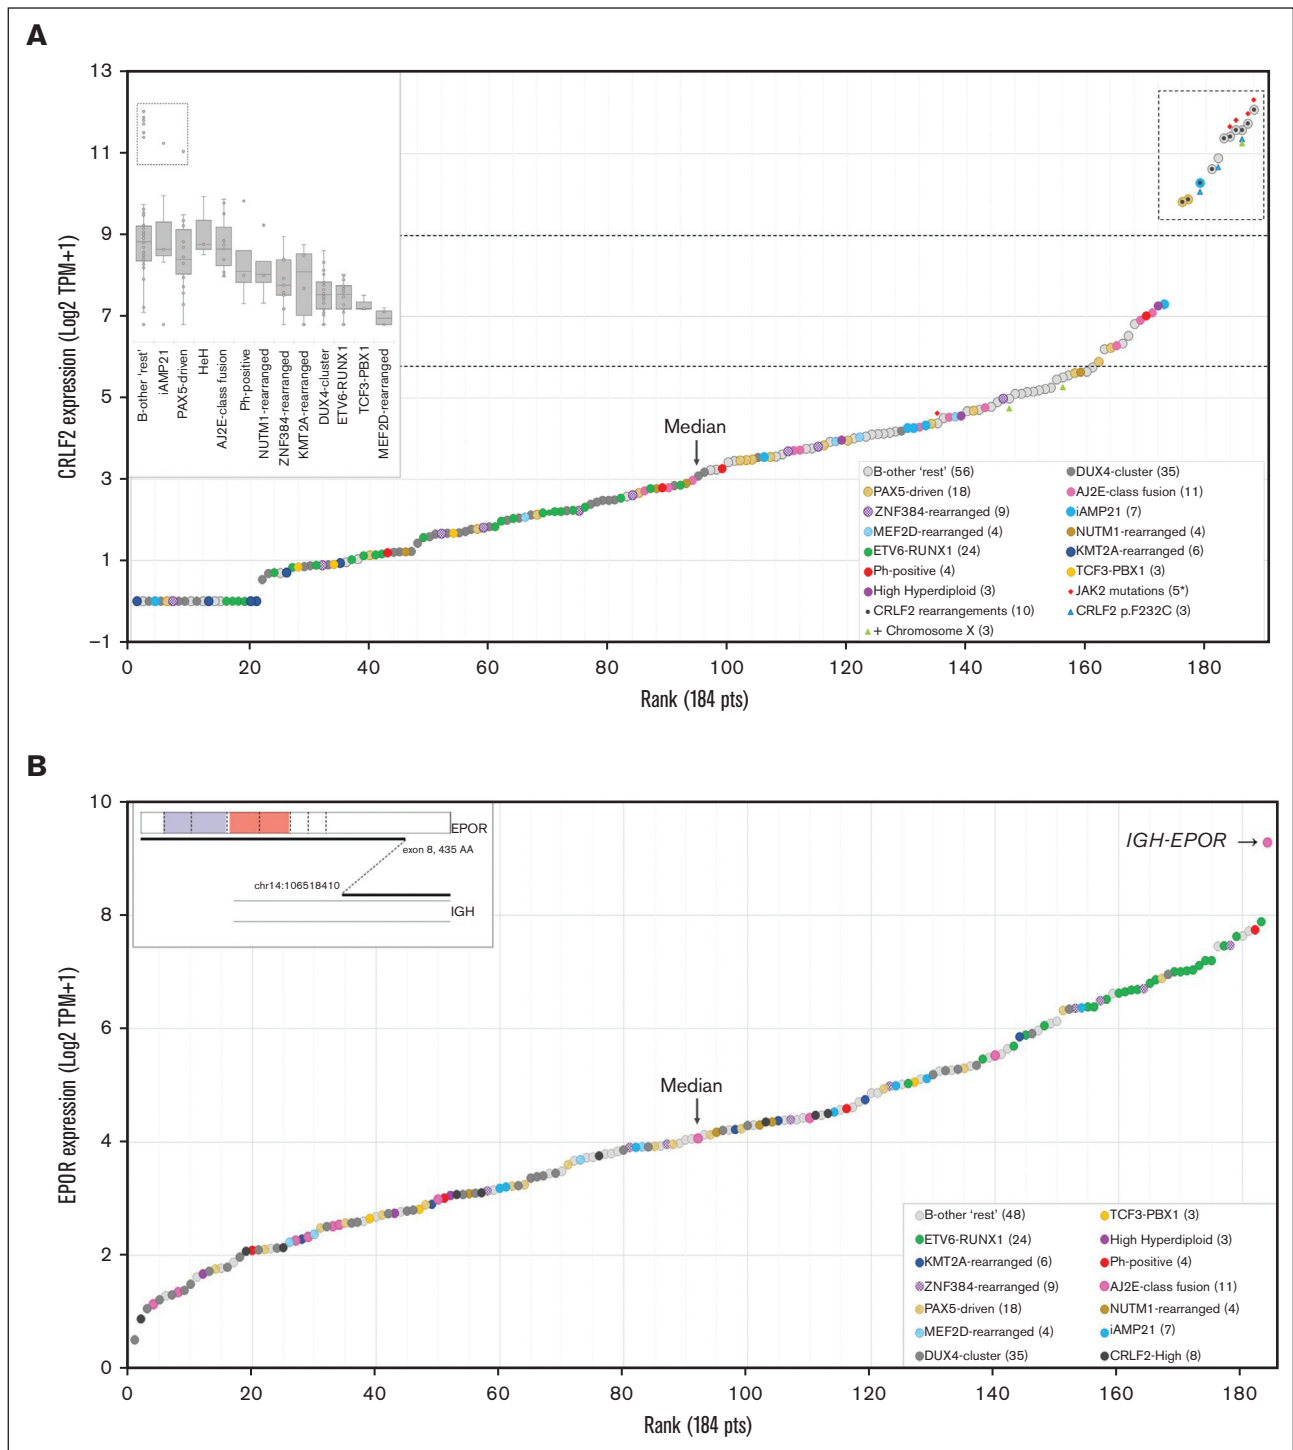 A
13
11
9
7
5
3
1
−1
CRLF2 expression (Log2 TPM+1)
B-other 'rest'
iAMP21
PAX5-driven
HeH
AJ2E-class fusion
Ph-positive
NUTM1-rearranged
ZNF384-rearranged
KMT2A-rearranged
DUX4-cluster
ETV6-RUNX1
TCF3-PBX1
MEF2D-rearranged
Median
B-other 'rest' (56)
DUX4-cluster (35)
PAX5-driven (18)
AJ2E-class fusion (11)
ZNF384-rearranged (9)
iAMP21 (7)
MEF2D-rearranged (4)
NUTM1-rearranged (4)
ETV6-RUNX1 (24)
KMT2A-rearranged (6)
Ph-positive (4)
TCF3-PBX1 (3)
High Hyperdiploid (3)
JAK2 mutations (5*)
CRLF2 rearrangements (10)
CRLF2 p.F232C (3)
+ Chromosome X (3)
0 20 40 60 80 100 120 140 160 180
Rank (184 pts)
B
10
8
6
4
2
0
EPOR expression (Log2 TPM+1)
EPOR
exon 8, 435 AA
chr14:106518410
IGH
IGH-EPOR
Median
B-other 'rest' (48)
TCF3-PBX1 (3)
ETV6-RUNX1 (24)
High Hyperdiploid (3)
KMT2A-rearranged (6)
Ph-positive (4)
ZNF384-rearranged (9)
AJ2E-class fusion (11)
PAX5-driven (18)
NUTM1-rearranged (4)
MEF2D-rearranged (4)
iAMP21 (7)
DUX4-cluster (35)
CRLF2-High (8)
0 20 40 60 80 100 120 140 160 180
Rank (184 pts)